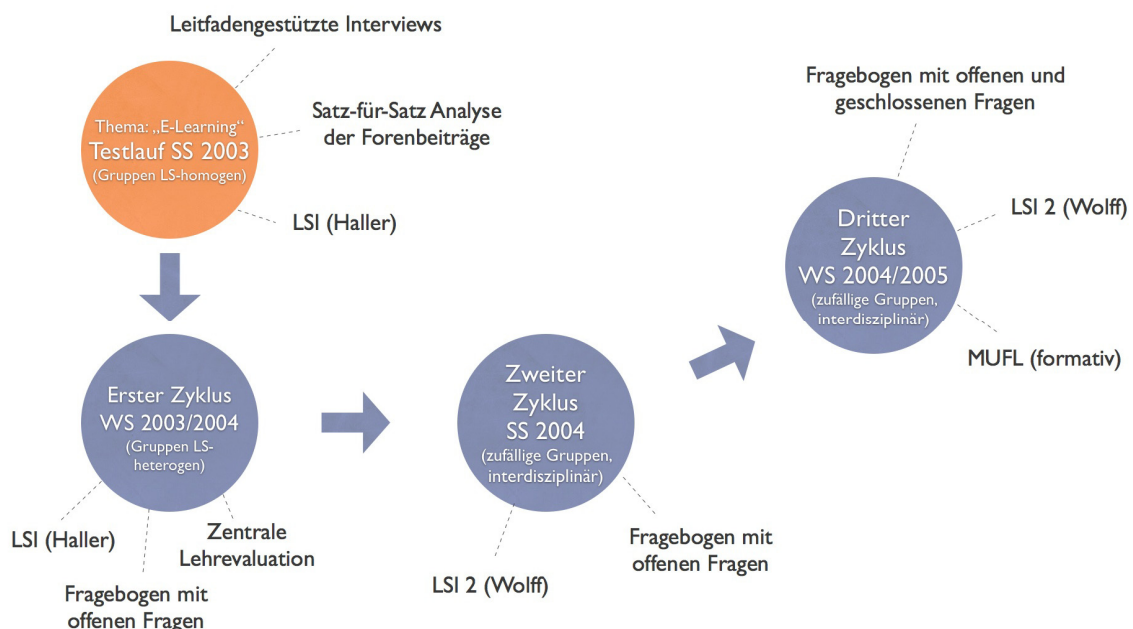 Leitfadengestützte Interviews
Thema: „E-Learning“
Testlauf SS 2003
(Gruppen LS-homogen)
Satz-für-Satz Analyse
der Forenbeiträge
LSI (Haller)
Erster Zyklus
WS 2003/2004
(Gruppen LS-
heterogen)
LSI (Haller)
Fragebogen mit
offenen Fragen
Zentrale
Lehrevaluation
Zweiter
Zyklus
SS 2004
(zufällige Gruppen,
interdisziplinär)
LSI 2 (Wolff)
Fragebogen mit
offenen Fragen
Fragebogen mit offenen und
geschlossenen Fragen
Dritter
Zyklus
WS 2004/2005
(zufällige Gruppen,
interdisziplinär)
LSI 2 (Wolff)
MUFL (formativ)